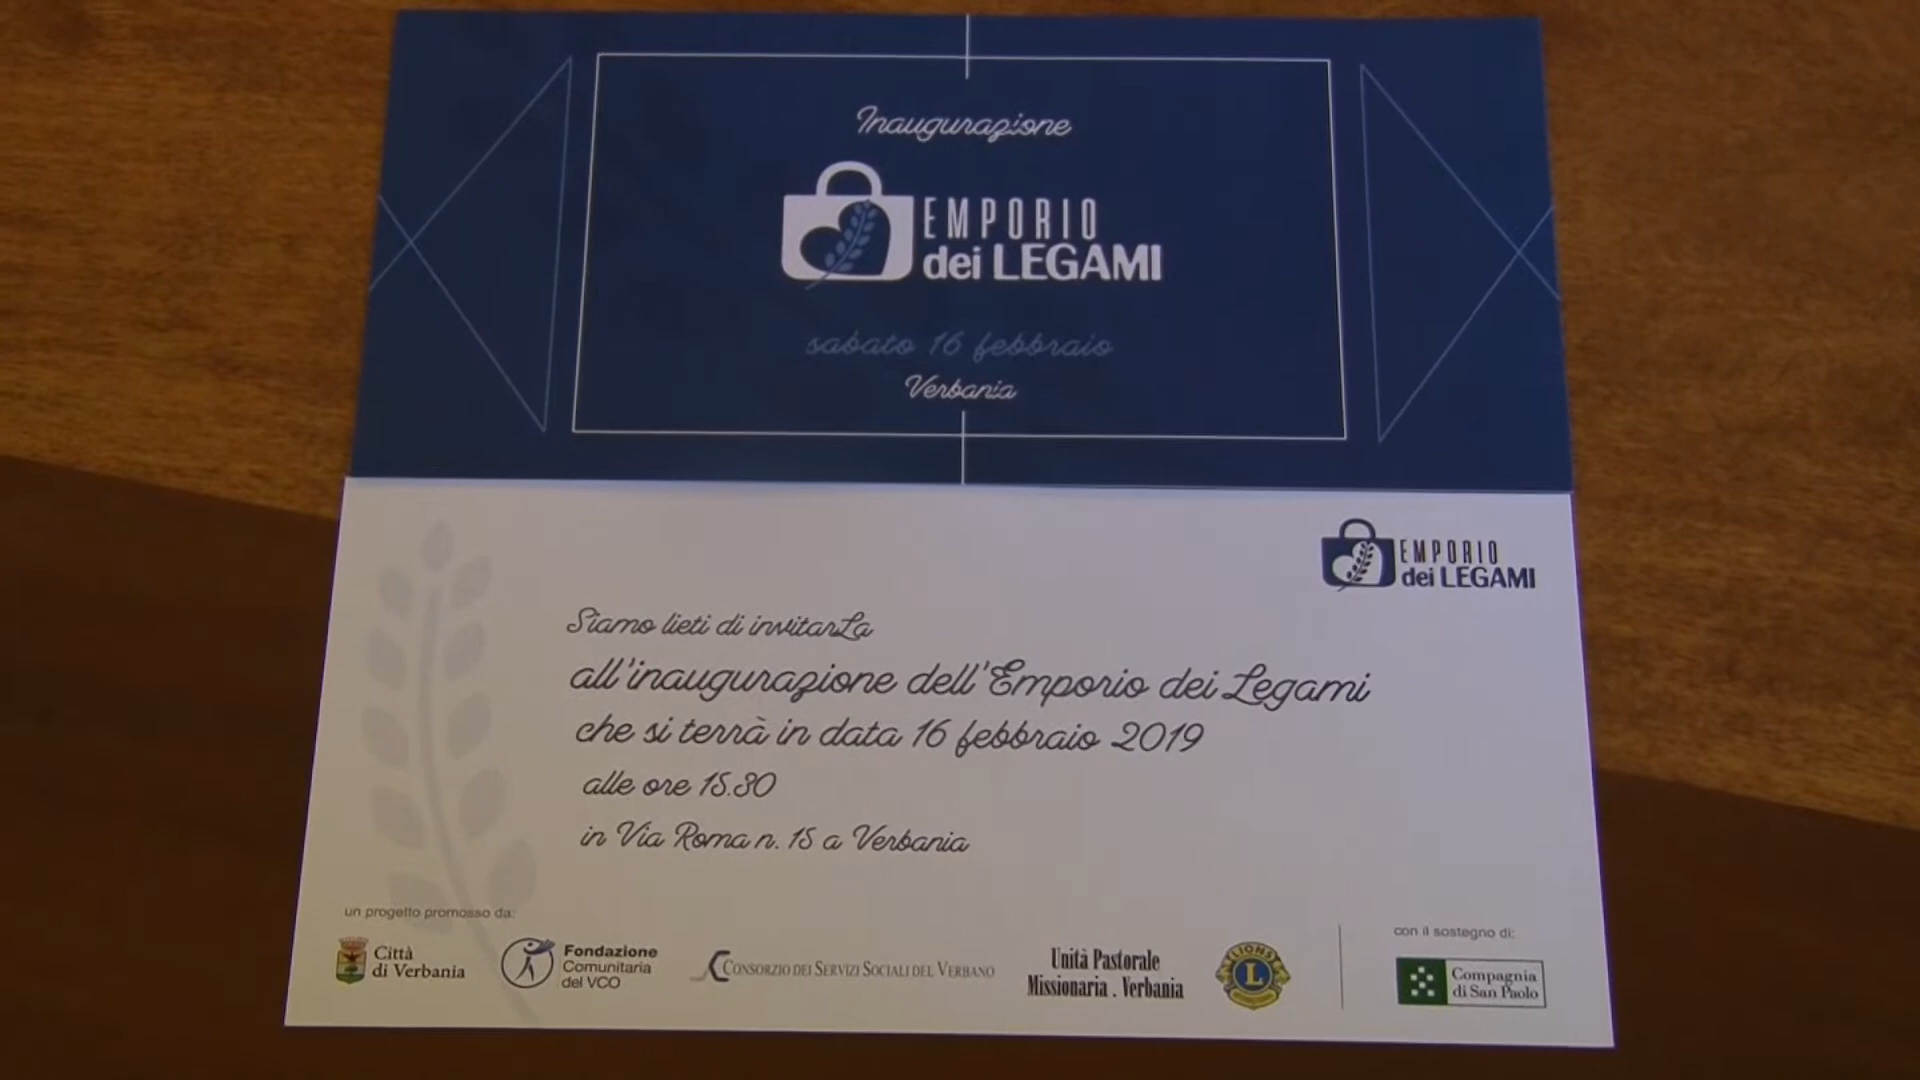 Inaugurazione
EMPORIO
dei LEGAMI
sabato 16 febbraio
Verbania
EMPORIO
dei LEGAMI
Siamo lieti di invitarLa
all'inaugurazione dell'Emporio dei Legami
che si terrà in data 16 febbraio 2019
alle ore 15.30
in Via Roma n. 15 a Verbania
un progetto promosso da:
Città
di Verbania
Fondazione
Comunitaria
del VCO
CONSORZIO DEI SERVIZI SOCIALI DEL VERBANO
Unità Pastorale
Missionaria . Verbania
LIONS
L
con il sostegno di:
Compagnia
di San Paolo